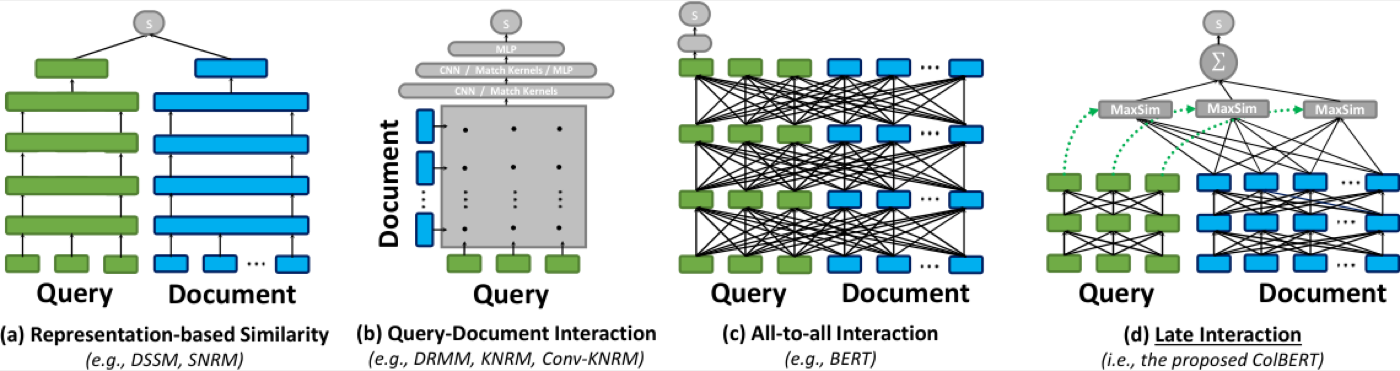 S
Query
Document
(a) Representation-based Similarity
(e.g., DSSM, SNRM)
S
MLP
CNN / Match Kernels / MLP
CNN / Match Kernels
Document
Query
(b) Query-Document Interaction
(e.g., DRMM, KNRM, Conv-KNRM)
S
Query
Document
(c) All-to-all Interaction
(e.g., BERT)
S
Σ
MaxSim
MaxSim
MaxSim
Query
Document
(d) Late Interaction
(i.e., the proposed ColBERT)